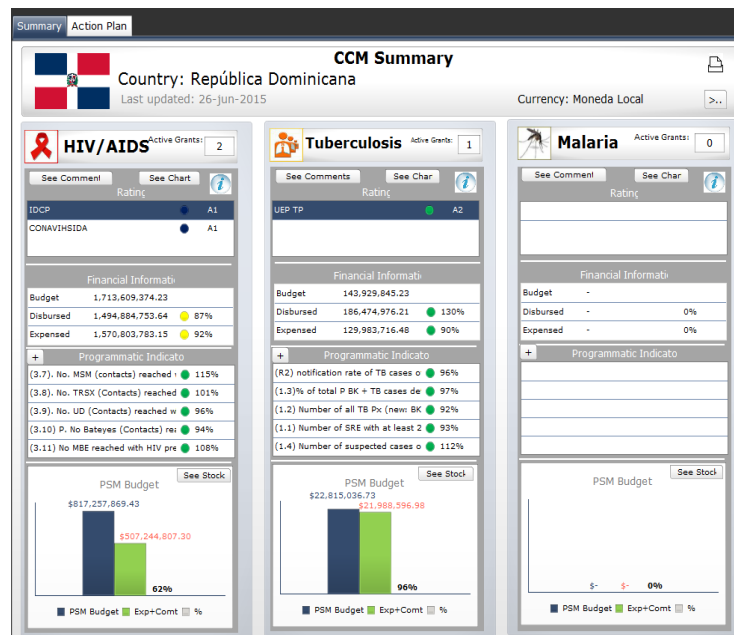 Summary Action Plan
CCM Summary
Country: República Dominicana
Last updated: 26-jun-2015
Currency: Moneda Local
>..
HIV/AIDS Active Grants: 2
See Comment See Chart
Rating
IDCP A1
CONAVIHSIDA A1
Financial Informati
Budget 1,713,609,374.23
Disbursed 1,494,884,753.64 87%
Expensed 1,570,803,783.15 92%
+ Programmatic Indicato
(3.7). No. MSM (contacts) reached 115%
(3.8). No. TRSX (Contacts) reached 101%
(3.9). No. UD (Contacts) reached w 96%
(3.10) P. No Bateyes (Contacts) rea 94%
(3.11) No MBE reached with HIV pre 108%
See Stock
PSM Budget
$817,257,869.43
$507,244,807.30
62%
PSM Budget Exp+Comt %
Tuberculosis Active Grants: 1
See Comments See Char
Rating
UEP TP A2
Financial Informati
Budget 143,929,845.23
Disbursed 186,474,976.21 130%
Expensed 129,983,716.48 90%
+ Programmatic Indicato
(R2) notification rate of TB cases o 96%
(1.3)% of total P BK + TB cases de 97%
(1.2) Number of all TB Px (new: BK 92%
(1.1) Number of SRE with at least 2 93%
(1.4) Number of suspected cases o 112%
See Stock
PSM Budget
$22,815,036.73
$21,988,596.98
96%
PSM Budget Exp+Comt %
Malaria Active Grants: 0
See Comment See Char
Rating
Financial Informati
Budget -
Disbursed - 0%
Expensed - 0%
+ Programmatic Indicato
See Stock
PSM Budget
$- $- 0%
PSM Budget Exp+Comt %